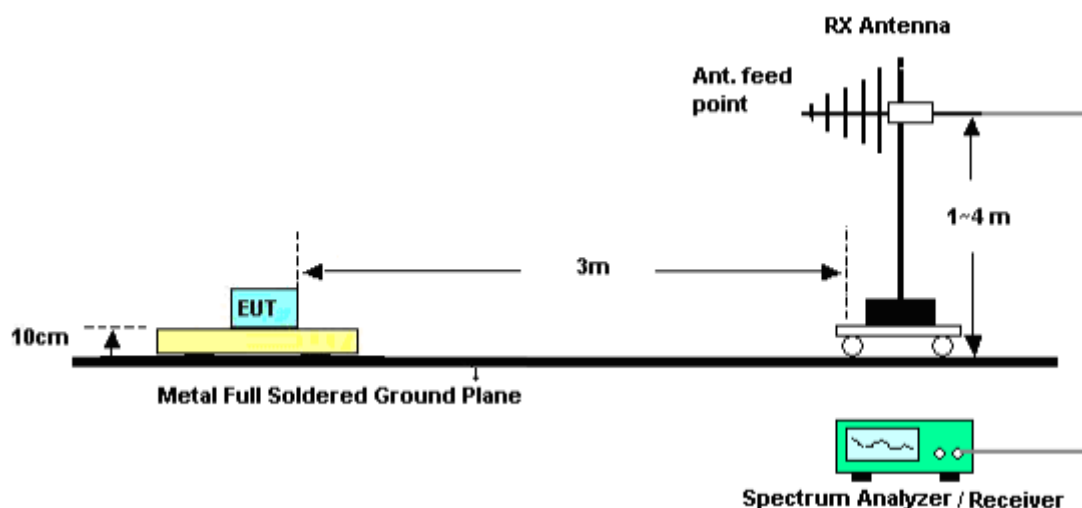 RX Antenna
Ant. feed
point
1~4 m
3m
EUT
10cm
Metal Full Soldered Ground Plane
Spectrum Analyzer / Receiver